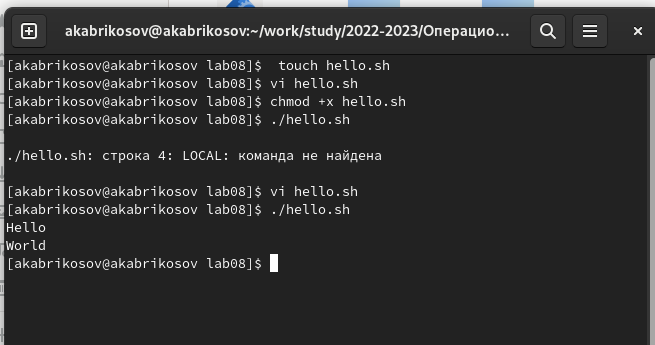 akabrikosov@akabrikosov:~/work/study/2022-2023/Операцио...
[akabrikosov@akabrikosov lab08]$  touch hello.sh
[akabrikosov@akabrikosov lab08]$ vi hello.sh
[akabrikosov@akabrikosov lab08]$ chmod +x hello.sh
[akabrikosov@akabrikosov lab08]$ ./hello.sh
./hello.sh: строка 4: LOCAL: команда не найдена
[akabrikosov@akabrikosov lab08]$ vi hello.sh
[akabrikosov@akabrikosov lab08]$ ./hello.sh
Hello
World
[akabrikosov@akabrikosov lab08]$